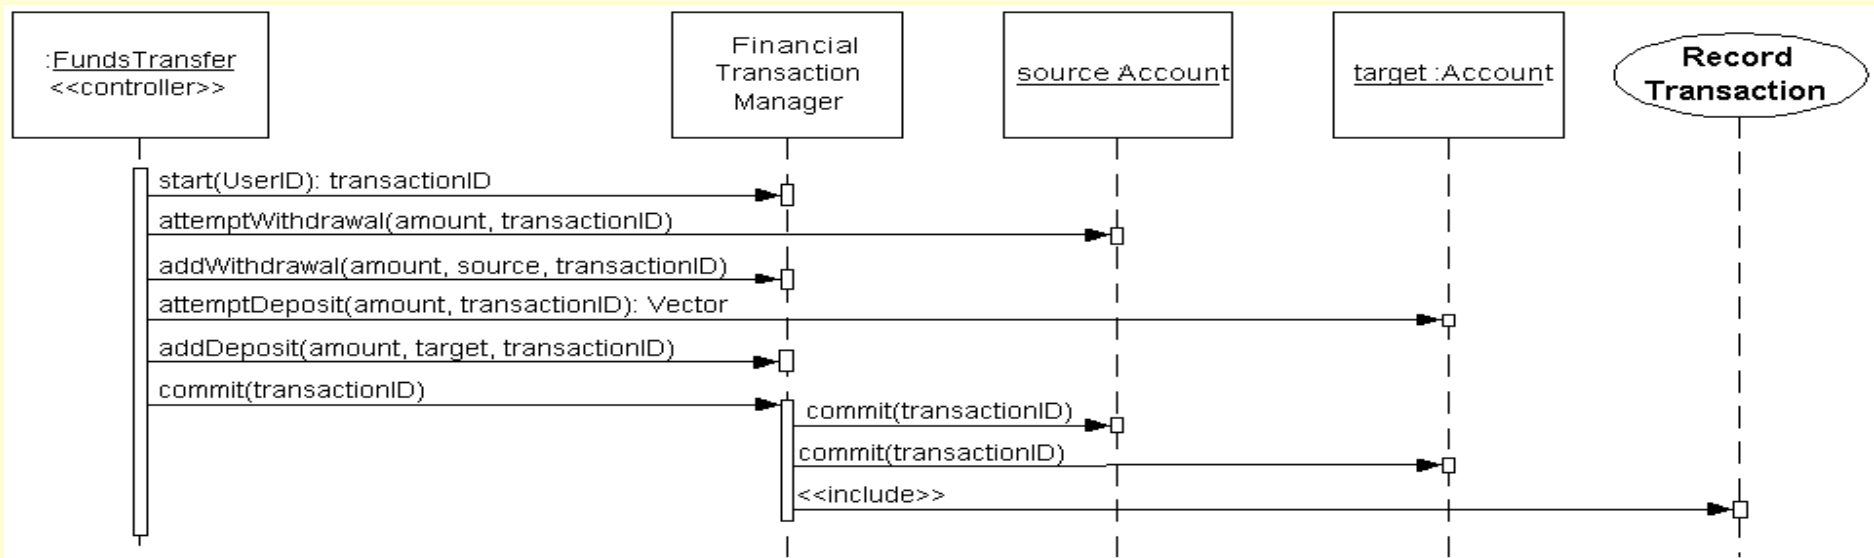 :FundsTransfer
<<controller>>
Financial
Transaction
Manager
source :Account
target :Account
Record
Transaction
start(UserID): transactionID
attemptWithdrawal(amount, transactionID)
addWithdrawal(amount, source, transactionID)
attemptDeposit(amount, transactionID): Vector
addDeposit(amount, target, transactionID)
commit(transactionID)
commit(transactionID)
commit(transactionID)
<<include>>